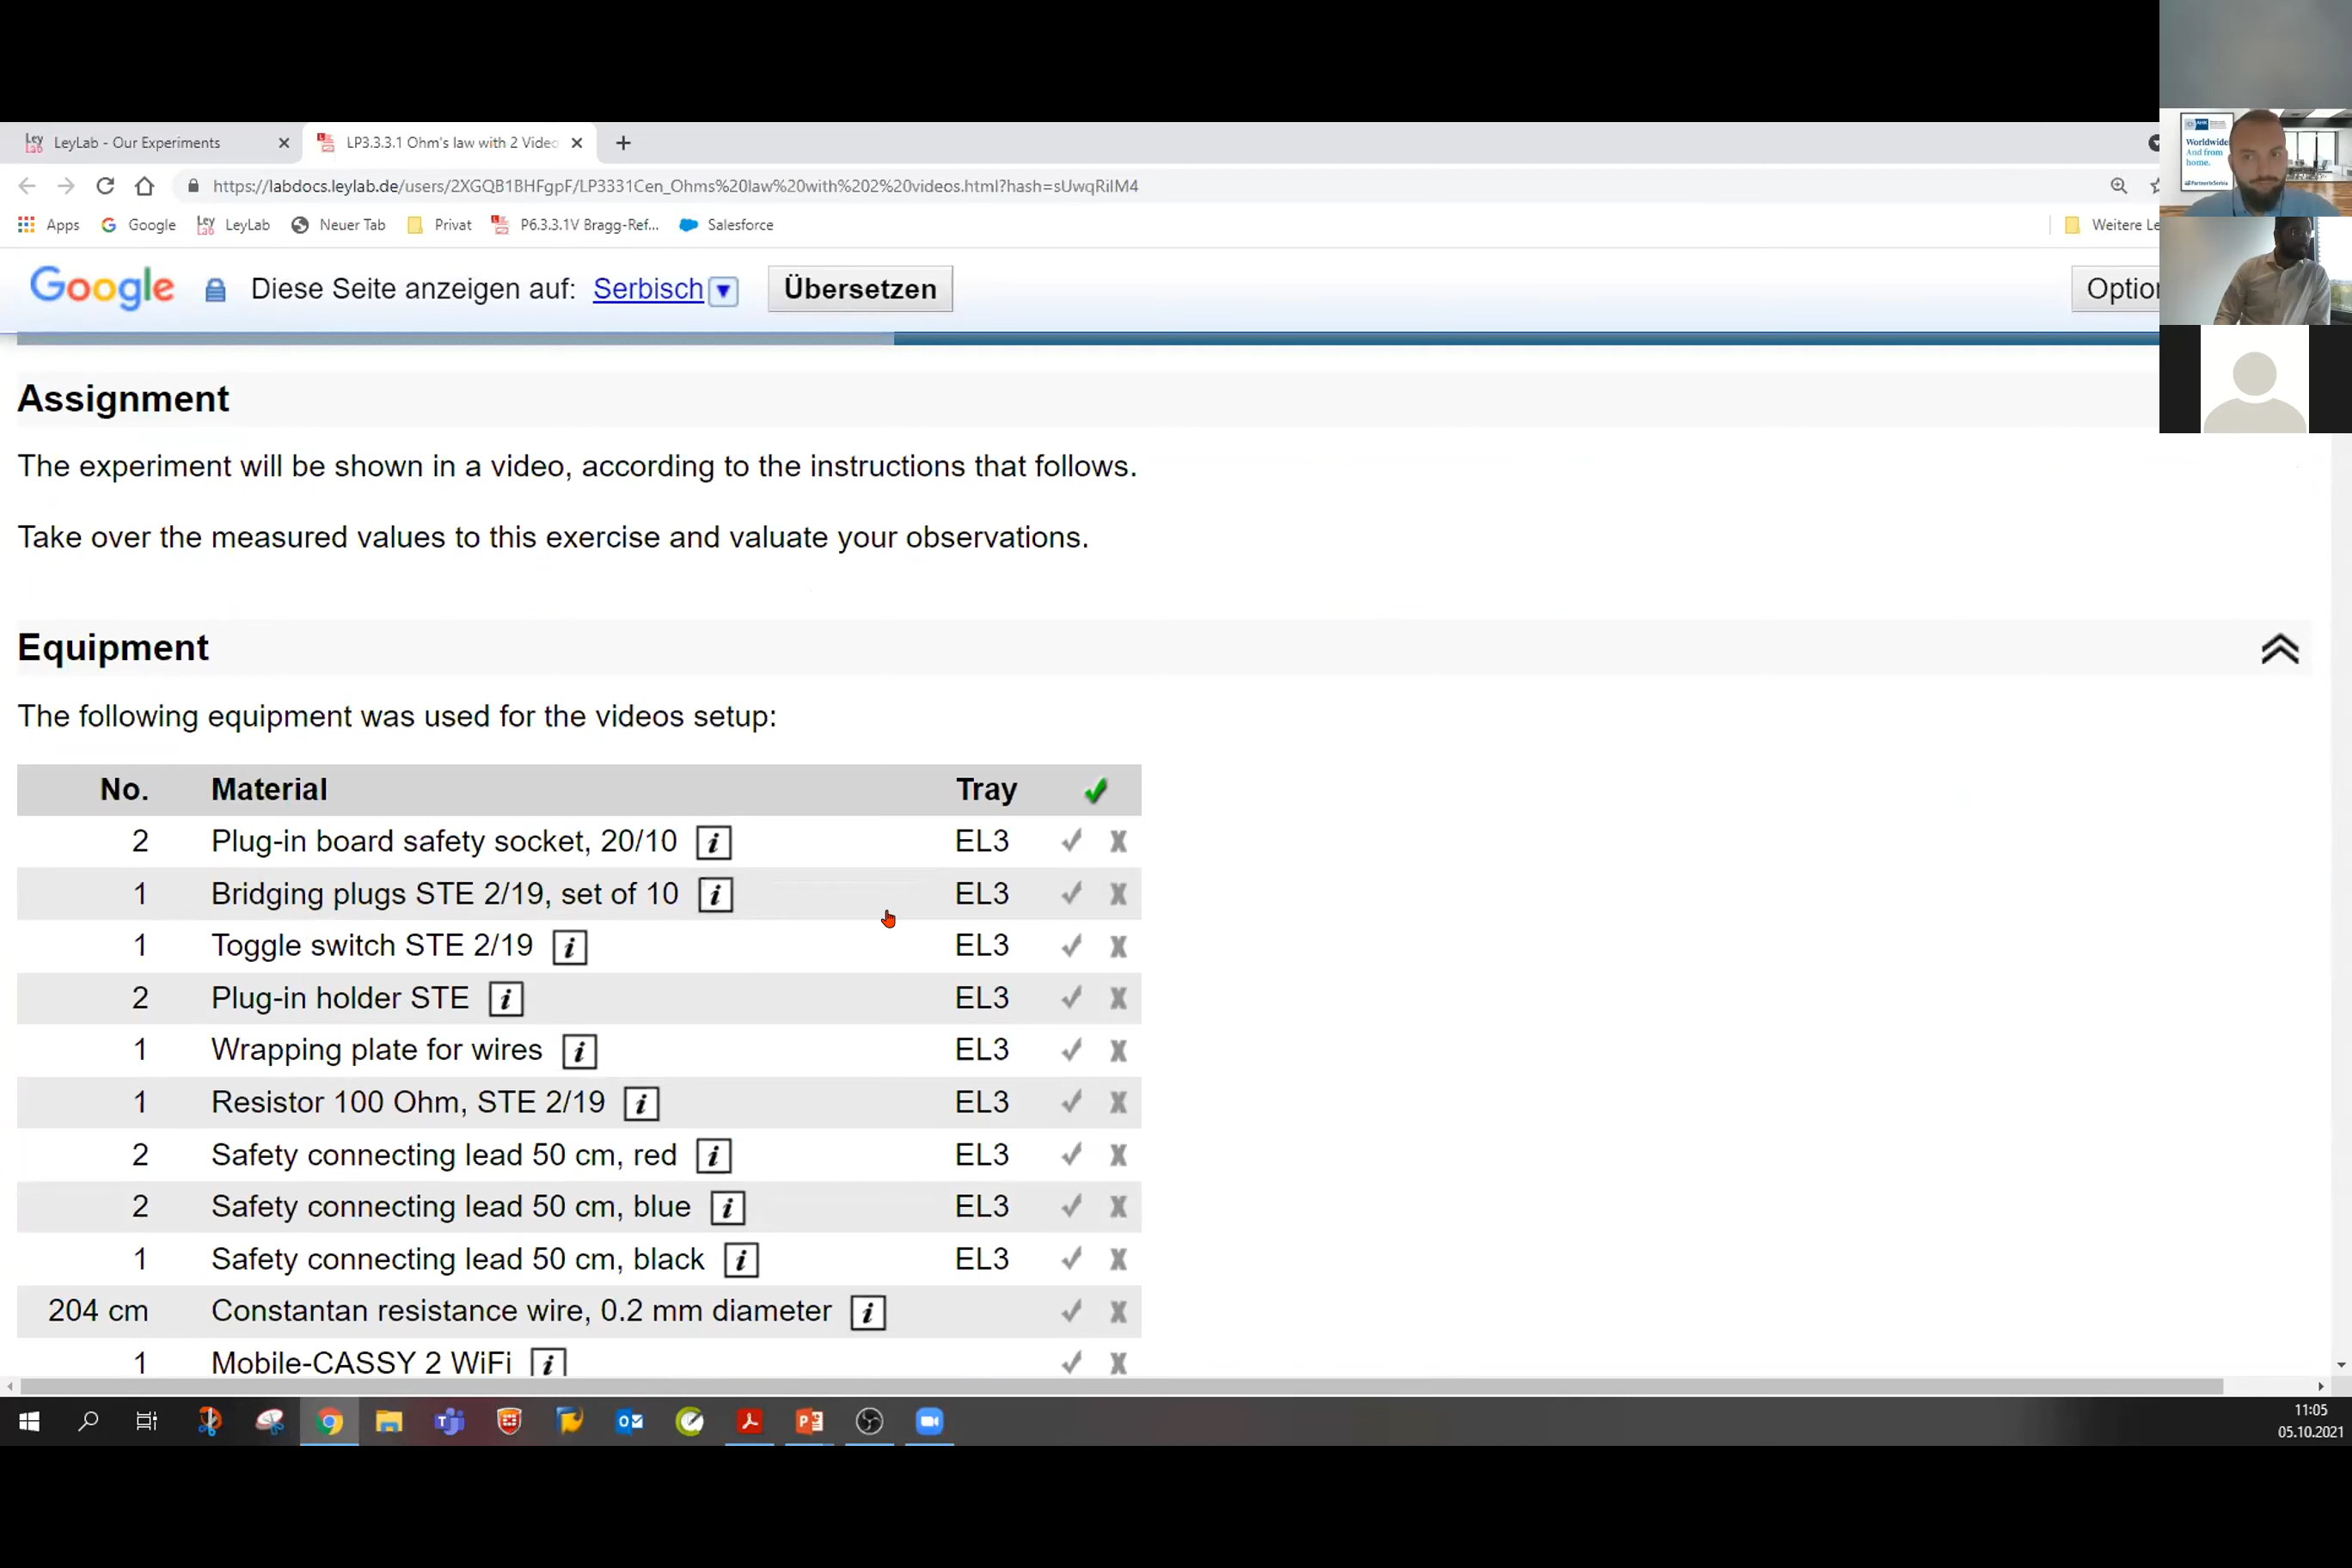 Ley Lab LeyLab - Our Experiments
LP3.3.3.1 Ohm's law with 2 Video
https://labdocs.leylab.de/users/2XGQB1BHFgpF/LP3331Cen_Ohms%20law%20with%202%20videos.html?hash=sUwqRilM4
Apps
Google
Ley Lab LeyLab
Neuer Tab
Privat
P6.3.3.1V Bragg-Ref...
Salesforce
Weitere Le
Google Diese Seite anzeigen auf: Serbisch Übersetzen
Optio
Worldwide.
And from
home.
Assignment
The experiment will be shown in a video, according to the instructions that follows.
Take over the measured values to this exercise and valuate your observations.
Equipment
The following equipment was used for the videos setup:
No. Material Tray
2 Plug-in board safety socket, 20/10 i EL3 X
1 Bridging plugs STE 2/19, set of 10 i EL3 X
1 Toggle switch STE 2/19 i EL3 X
2 Plug-in holder STE i EL3 X
1 Wrapping plate for wires i EL3 X
1 Resistor 100 Ohm, STE 2/19 i EL3 X
2 Safety connecting lead 50 cm, red i EL3 X
2 Safety connecting lead 50 cm, blue i EL3 X
1 Safety connecting lead 50 cm, black i EL3 X
204 cm Constantan resistance wire, 0.2 mm diameter i X
1 Mobile-CASSY 2 WiFi i X
11:05
05.10.2021